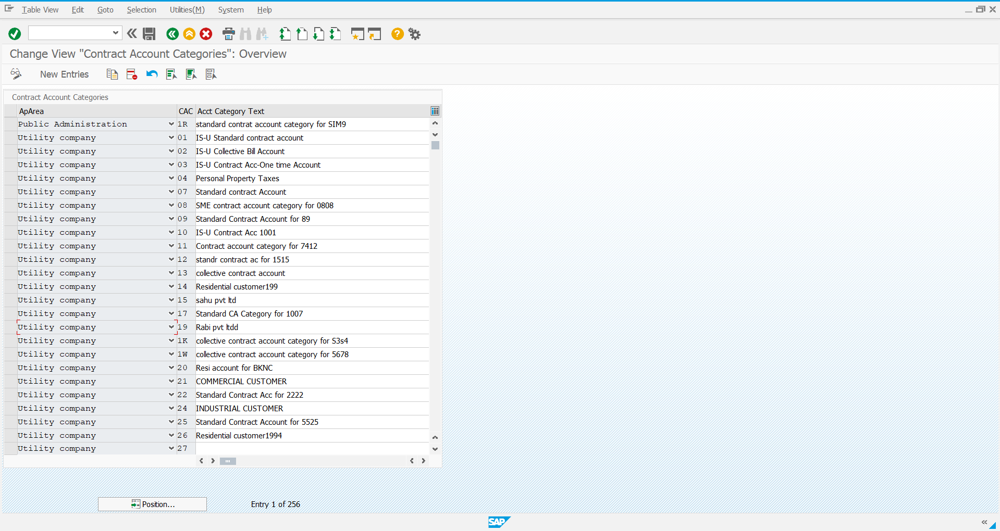 Table View Edit Goto Selection Utilities(M) System Help
Change View "Contract Account Categories": Overview
New Entries
Contract Account Categories
ApArea CAC Acct Category Text
Public Administration 1R standard contrat account category for SIM9
Utility company 01 IS-U Standard contract account
Utility company 02 IS-U Collective Bill Account
Utility company 03 IS-U Contract Acc-One time Account
Utility company 04 Personal Property Taxes
Utility company 07 Standard contract Account
Utility company 08 SME contract account category for 0808
Utility company 09 Standard Contract Account for 89
Utility company 10 IS-U Contract Acc 1001
Utility company 11 Contract account category for 7412
Utility company 12 standr contract ac for 1515
Utility company 13 collective contract account
Utility company 14 Residential customer199
Utility company 15 sahu pvt ltd
Utility company 17 Standard CA Category for 1007
Utility company 19 Rabi pvt ltdd
Utility company 1K collective contract account category for S3s4
Utility company 1W collective contract account category for 5678
Utility company 20 Resi account for BKNC
Utility company 21 COMMERCIAL CUSTOMER
Utility company 22 Standard Contract Acc for 2222
Utility company 24 INDUSTRIAL CUSTOMER
Utility company 25 Standard Contract Account for 5525
Utility company 26 Residential customer1994
Utility company 27
Position... Entry 1 of 256
SAP